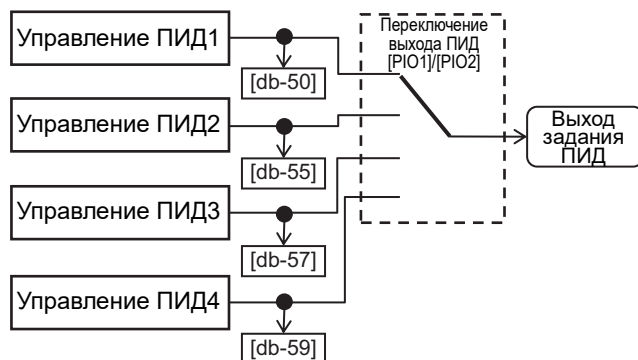 Управление ПИД1
[db-50]
Управление ПИД2
[db-55]
Управление ПИД3
[db-57]
Управление ПИД4
[db-59]
Переключение
выхода ПИД
[PIO1]/[PIO2]
Выход
задания
ПИД